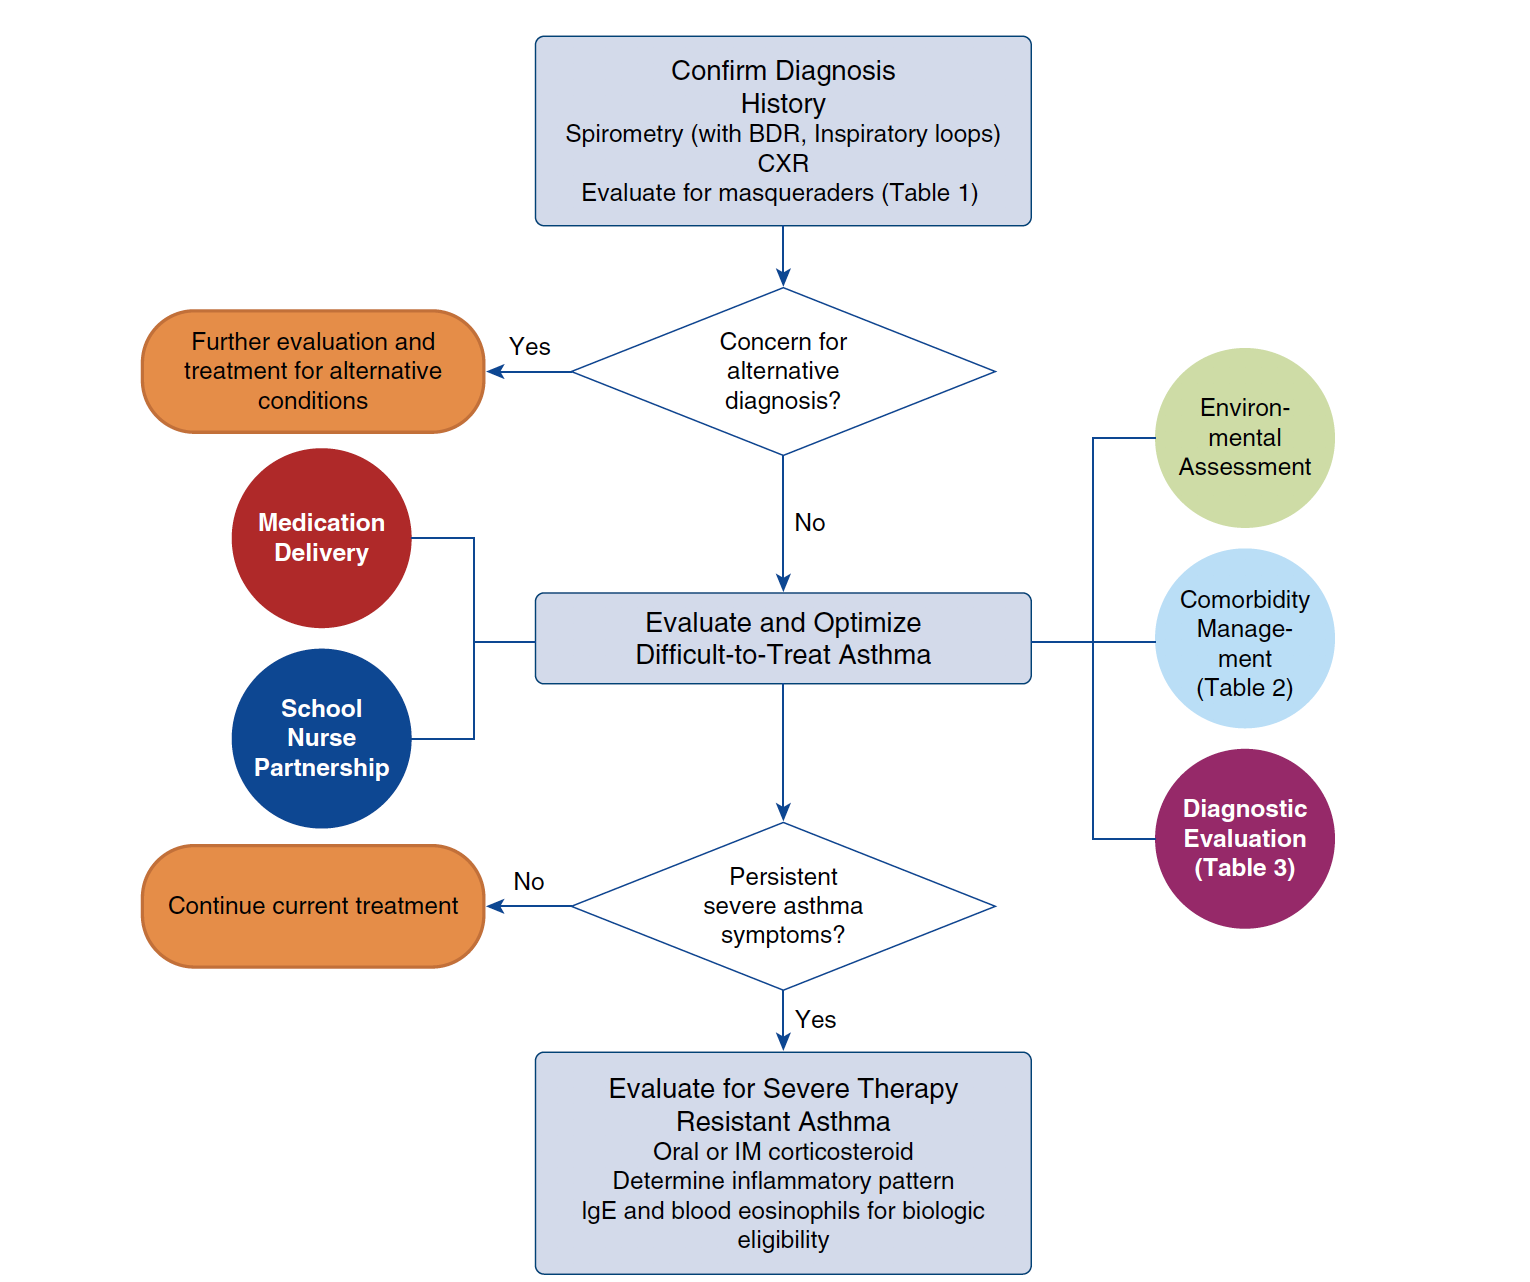 Confirm Diagnosis
History
Spirometry (with BDR, Inspiratory loops)
CXR
Evaluate for masqueraders (Table 1)
Concern for
alternative
diagnosis?
Yes
Further evaluation and
treatment for alternative
conditions
No
Medication
Delivery
School
Nurse
Partnership
Evaluate and Optimize
Difficult-to-Treat Asthma
Environ-
mental
Assessment
Comorbidity
Manage-
ment
(Table 2)
Diagnostic
Evaluation
(Table 3)
Persistent
severe asthma
symptoms?
No
Continue current treatment
Yes
Evaluate for Severe Therapy
Resistant Asthma
Oral or IM corticosteroid
Determine inflammatory pattern
IgE and blood eosinophils for biologic
eligibility